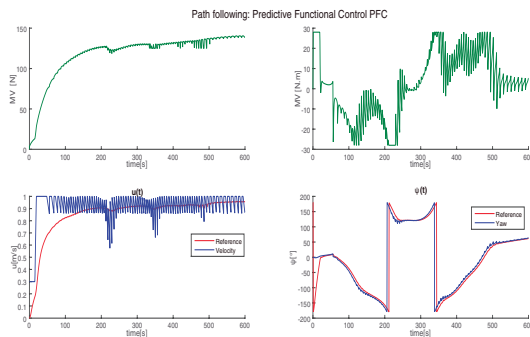 Path following: Predictive Functional Control PFC
MV [N]
150
100
50
0
0 100 200 300 400 500 600
time[s]
MV [N.m]
30
20
10
0
-10
-20
-30
0 100 200 300 400 500 600
time[s]
u(t)
u[m/s]
1
0.9
0.8
0.7
0.6
0.5
0.4
0.3
0.2
0.1
0
Reference
Velocity
0 100 200 300 400 500 600
time[s]
ψ(t)
ψ[°]
200
150
100
50
0
-50
-100
-150
-200
Reference
Yaw
0 100 200 300 400 500 600
time[s]